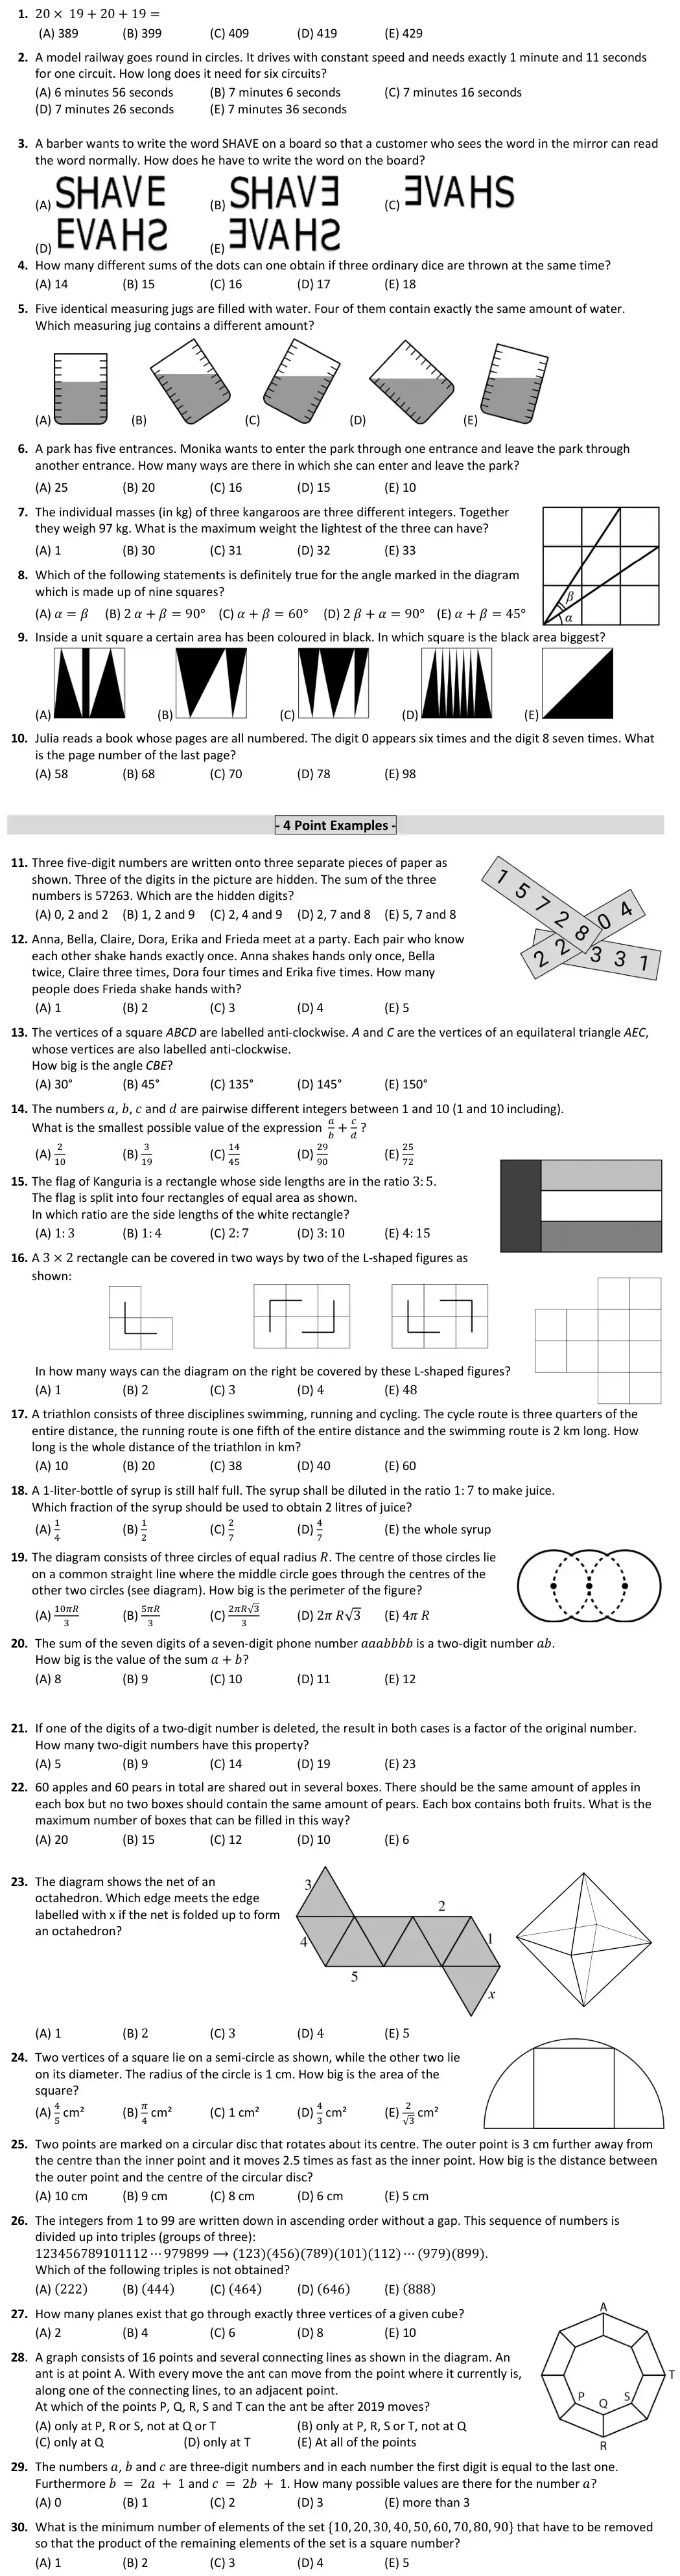 1. 20 × 19 + 20 + 19 =
(A) 389 (B) 399 (C) 409 (D) 419 (E) 429
2. A model railway goes round in circles. It drives with constant speed and needs exactly 1 minute and 11 seconds
for one circuit. How long does it need for six circuits?
(A) 6 minutes 56 seconds (B) 7 minutes 6 seconds (C) 7 minutes 16 seconds
(D) 7 minutes 26 seconds (E) 7 minutes 36 seconds
3. A barber wants to write the word SHAVE on a board so that a customer who sees the word in the mirror can read
the word normally. How does he have to write the word on the board?
(A) SHAVE (B) SHAVƎ (C) ƎVAHS
(D) EVAHƧ (E) ƎVAHƧ
4. How many different sums of the dots can one obtain if three ordinary dice are thrown at the same time?
(A) 14 (B) 15 (C) 16 (D) 17 (E) 18
5. Five identical measuring jugs are filled with water. Four of them contain exactly the same amount of water.
Which measuring jug contains a different amount?
(A) (B) (C) (D) (E)
6. A park has five entrances. Monika wants to enter the park through one entrance and leave the park through
another entrance. How many ways are there in which she can enter and leave the park?
(A) 25 (B) 20 (C) 16 (D) 15 (E) 10
7. The individual masses (in kg) of three kangaroos are three different integers. Together
they weigh 97 kg. What is the maximum weight the lightest of the three can have?
(A) 1 (B) 30 (C) 31 (D) 32 (E) 33
8. Which of the following statements is definitely true for the angle marked in the diagram
which is made up of nine squares?
(A) α = β (B) 2 α + β = 90° (C) α + β = 60° (D) 2 β + α = 90° (E) α + β = 45°
β
α
9. Inside a unit square a certain area has been coloured in black. In which square is the black area biggest?
(A) (B) (C) (D) (E)
10. Julia reads a book whose pages are all numbered. The digit 0 appears six times and the digit 8 seven times. What
is the page number of the last page?
(A) 58 (B) 68 (C) 70 (D) 78 (E) 98
- 4 Point Examples -
11. Three five-digit numbers are written onto three separate pieces of paper as
shown. Three of the digits in the picture are hidden. The sum of the three
numbers is 57263. Which are the hidden digits?
(A) 0, 2 and 2 (B) 1, 2 and 9 (C) 2, 4 and 9 (D) 2, 7 and 8 (E) 5, 7 and 8
1 5 7 2 8
0 4
2 2
3 3 1
12. Anna, Bella, Claire, Dora, Erika and Frieda meet at a party. Each pair who know
each other shake hands exactly once. Anna shakes hands only once, Bella
twice, Claire three times, Dora four times and Erika five times. How many
people does Frieda shake hands with?
(A) 1 (B) 2 (C) 3 (D) 4 (E) 5
13. The vertices of a square ABCD are labelled anti-clockwise. A and C are the vertices of an equilateral triangle AEC,
whose vertices are also labelled anti-clockwise.
How big is the angle CBE?
(A) 30° (B) 45° (C) 135° (D) 145° (E) 150°
14. The numbers a, b, c and d are pairwise different integers between 1 and 10 (1 and 10 including).
What is the smallest possible value of the expression a/b + c/d ?
(A) 2/10 (B) 3/19 (C) 14/45 (D) 29/90 (E) 25/72
15. The flag of Kanguria is a rectangle whose side lengths are in the ratio 3: 5.
The flag is split into four rectangles of equal area as shown.
In which ratio are the side lengths of the white rectangle?
(A) 1: 3 (B) 1: 4 (C) 2: 7 (D) 3: 10 (E) 4: 15
16. A 3 × 2 rectangle can be covered in two ways by two of the L-shaped figures as
shown:
In how many ways can the diagram on the right be covered by these L-shaped figures?
(A) 1 (B) 2 (C) 3 (D) 4 (E) 48
17. A triathlon consists of three disciplines swimming, running and cycling. The cycle route is three quarters of the
entire distance, the running route is one fifth of the entire distance and the swimming route is 2 km long. How
long is the whole distance of the triathlon in km?
(A) 10 (B) 20 (C) 38 (D) 40 (E) 60
18. A 1-liter-bottle of syrup is still half full. The syrup shall be diluted in the ratio 1: 7 to make juice.
Which fraction of the syrup should be used to obtain 2 litres of juice?
(A) 1/4 (B) 1/2 (C) 2/7 (D) 4/7 (E) the whole syrup
19. The diagram consists of three circles of equal radius R. The centre of those circles lie
on a common straight line where the middle circle goes through the centres of the
other two circles (see diagram). How big is the perimeter of the figure?
(A) 10πR/3 (B) 5πR/3 (C) 2πR√3/3 (D) 2π R√3 (E) 4π R
20. The sum of the seven digits of a seven-digit phone number aaabbbb is a two-digit number ab.
How big is the value of the sum a + b?
(A) 8 (B) 9 (C) 10 (D) 11 (E) 12
21. If one of the digits of a two-digit number is deleted, the result in both cases is a factor of the original number.
How many two-digit numbers have this property?
(A) 5 (B) 9 (C) 14 (D) 19 (E) 23
22. 60 apples and 60 pears in total are shared out in several boxes. There should be the same amount of apples in
each box but no two boxes should contain the same amount of pears. Each box contains both fruits. What is the
maximum number of boxes that can be filled in this way?
(A) 20 (B) 15 (C) 12 (D) 10 (E) 6
23. The diagram shows the net of an
octahedron. Which edge meets the edge
labelled with x if the net is folded up to form
an octahedron?
3
2
4
1
5
x
(A) 1 (B) 2 (C) 3 (D) 4 (E) 5
24. Two vertices of a square lie on a semi-circle as shown, while the other two lie
on its diameter. The radius of the circle is 1 cm. How big is the area of the
square?
(A) 4/5 cm² (B) π/4 cm² (C) 1 cm² (D) 4/3 cm² (E) 2/√3 cm²
25. Two points are marked on a circular disc that rotates about its centre. The outer point is 3 cm further away from
the centre than the inner point and it moves 2.5 times as fast as the inner point. How big is the distance between
the outer point and the centre of the circular disc?
(A) 10 cm (B) 9 cm (C) 8 cm (D) 6 cm (E) 5 cm
26. The integers from 1 to 99 are written down in ascending order without a gap. This sequence of numbers is
divided up into triples (groups of three):
123456789101112 ⋯ 979899 ⟶ (123)(456)(789)(101)(112) ⋯ (979)(899).
Which of the following triples is not obtained?
(A) (222) (B) (444) (C) (464) (D) (646) (E) (888)
27. How many planes exist that go through exactly three vertices of a given cube?
(A) 2 (B) 4 (C) 6 (D) 8 (E) 10
28. A graph consists of 16 points and several connecting lines as shown in the diagram. An
ant is at point A. With every move the ant can move from the point where it currently is,
along one of the connecting lines, to an adjacent point.
At which of the points P, Q, R, S and T can the ant be after 2019 moves?
(A) only at P, R or S, not at Q or T (B) only at P, R, S or T, not at Q
(C) only at Q (D) only at T (E) At all of the points
A
T
P
Q
S
R
29. The numbers a, b and c are three-digit numbers and in each number the first digit is equal to the last one.
Furthermore b = 2a + 1 and c = 2b + 1. How many possible values are there for the number a?
(A) 0 (B) 1 (C) 2 (D) 3 (E) more than 3
30. What is the minimum number of elements of the set {10, 20, 30, 40, 50, 60, 70, 80, 90} that have to be removed
so that the product of the remaining elements of the set is a square number?
(A) 1 (B) 2 (C) 3 (D) 4 (E) 5